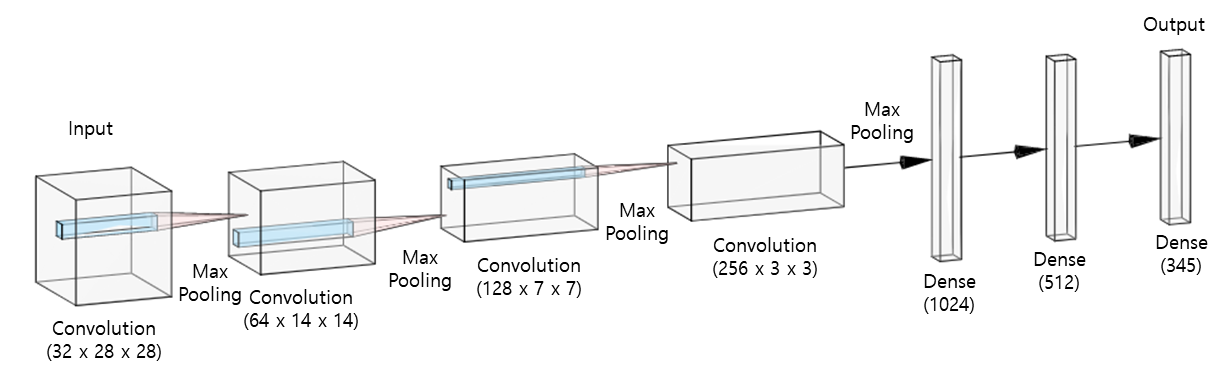 Input
Convolution
(32 x 28 x 28)
Max
Pooling
Convolution
(64 x 14 x 14)
Max
Pooling
Convolution
(128 x 7 x 7)
Max
Pooling
Convolution
(256 x 3 x 3)
Max
Pooling
Dense
(1024)
Dense
(512)
Output
Dense
(345)